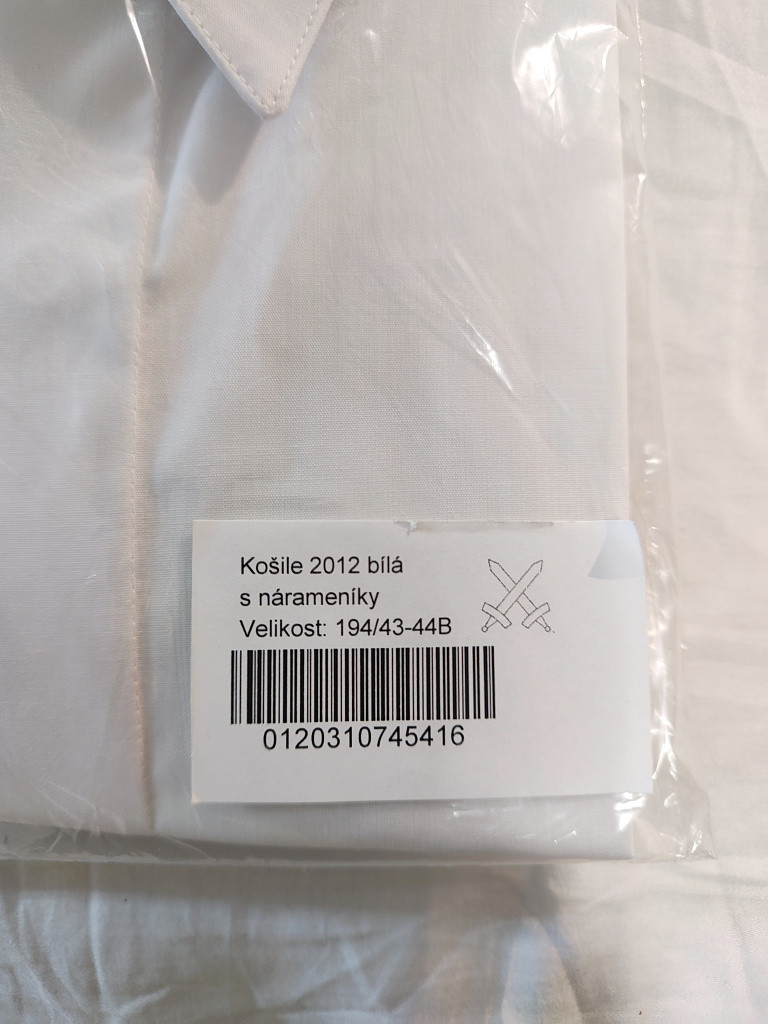 Košile 2012 bílá
s nárameníky
Velikost: 194/43-44B
0120310745416